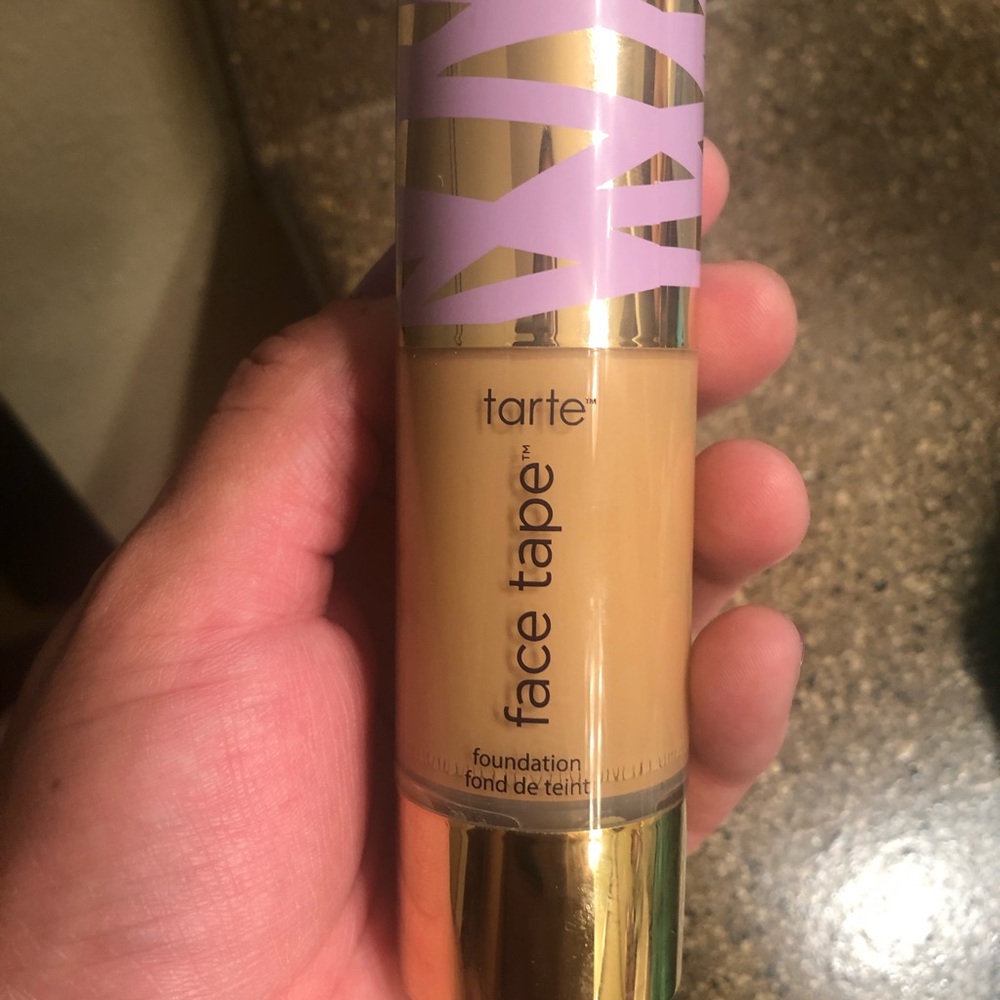 tarte™
face tape™
foundation
fond de teint